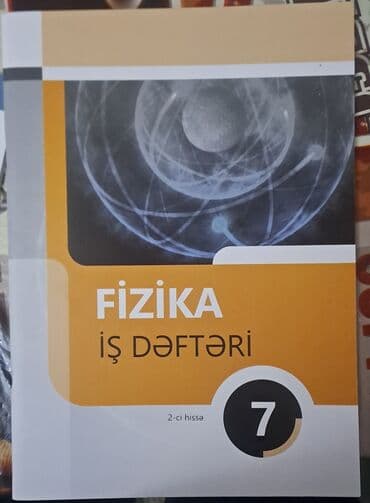 FİZİKA
İŞ DƏFTƏRİ
2-ci hissə
7